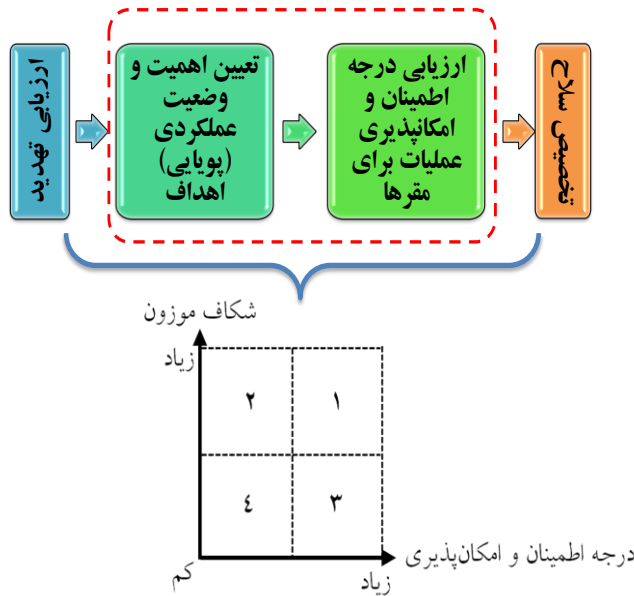 ارزیابی تهدید
تعیین اهمیت و
وضعیت
عملکردی
(پویایی)
اهداف
ارزیابی درجه
اطمینان و
امکانپذیری
عملیات برای
مقرها
تخصیص سلاح
شکاف موزون
زیاد
۲
۱
٤
۳
کم
زیاد
درجه اطمینان و امکان‌پذیری